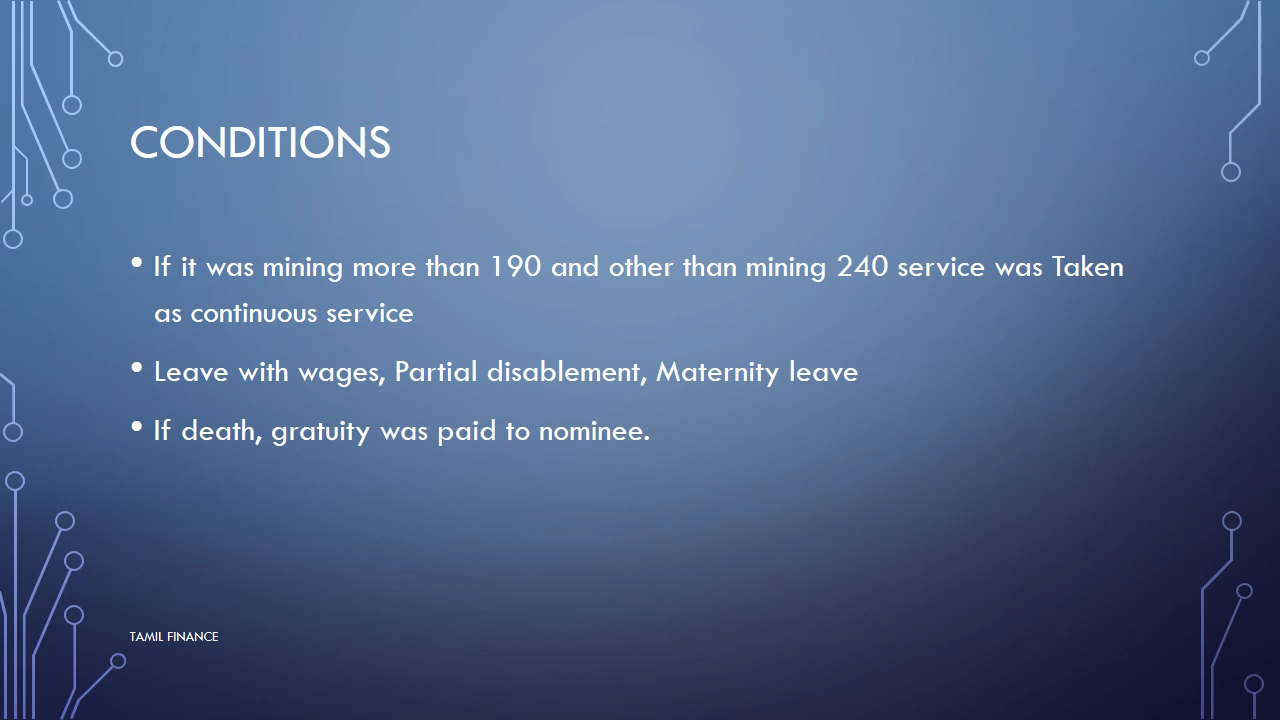 CONDITIONS
• If it was mining more than 190 and other than mining 240 service was Taken
as continuous service
• Leave with wages, Partial disablement, Maternity leave
• If death, gratuity was paid to nominee.
TAMIL FINANCE